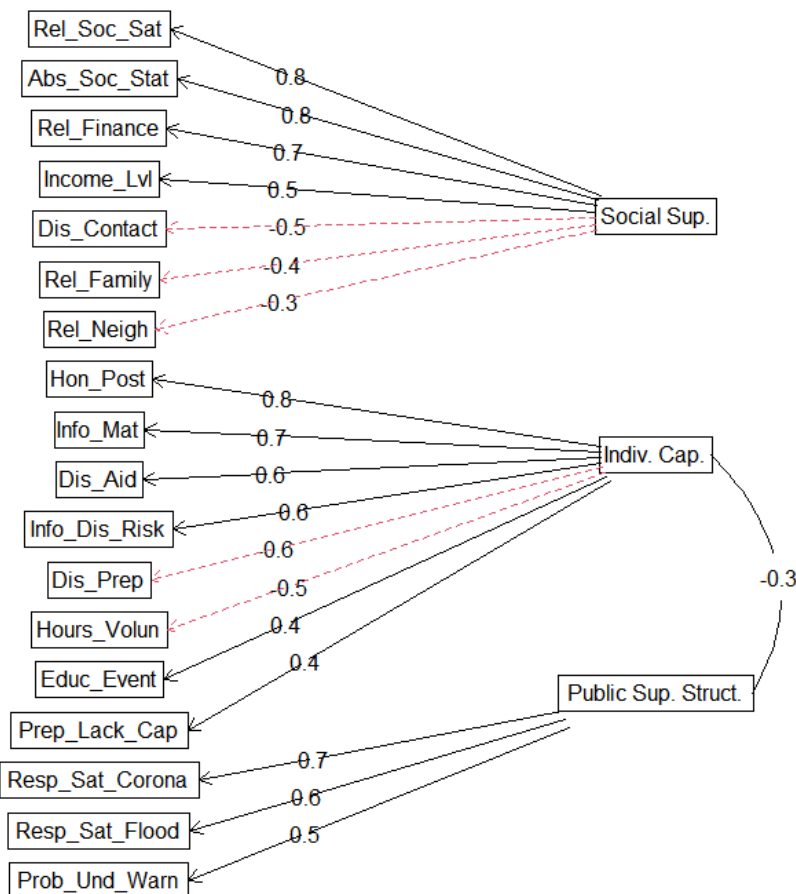 Rel_Soc_Sat
0.8
Abs_Soc_Stat
0.8
Rel_Finance
0.7
Income_Lvl
0.5
Social Sup.
Dis_Contact
-0.5
Rel_Family
-0.4
Rel_Neigh
-0.3
Hon_Post
0.8
Info_Mat
0.7
Indiv. Cap.
Dis_Aid
0.6
Info_Dis_Risk
0.6
Dis_Prep
-0.6
-0.3
Hours_Volun
-0.5
Educ_Event
0.4
Public Sup. Struct.
Prep_Lack_Cap
0.4
Resp_Sat_Corona
0.7
Resp_Sat_Flood
0.6
Prob_Und_Warn
0.5